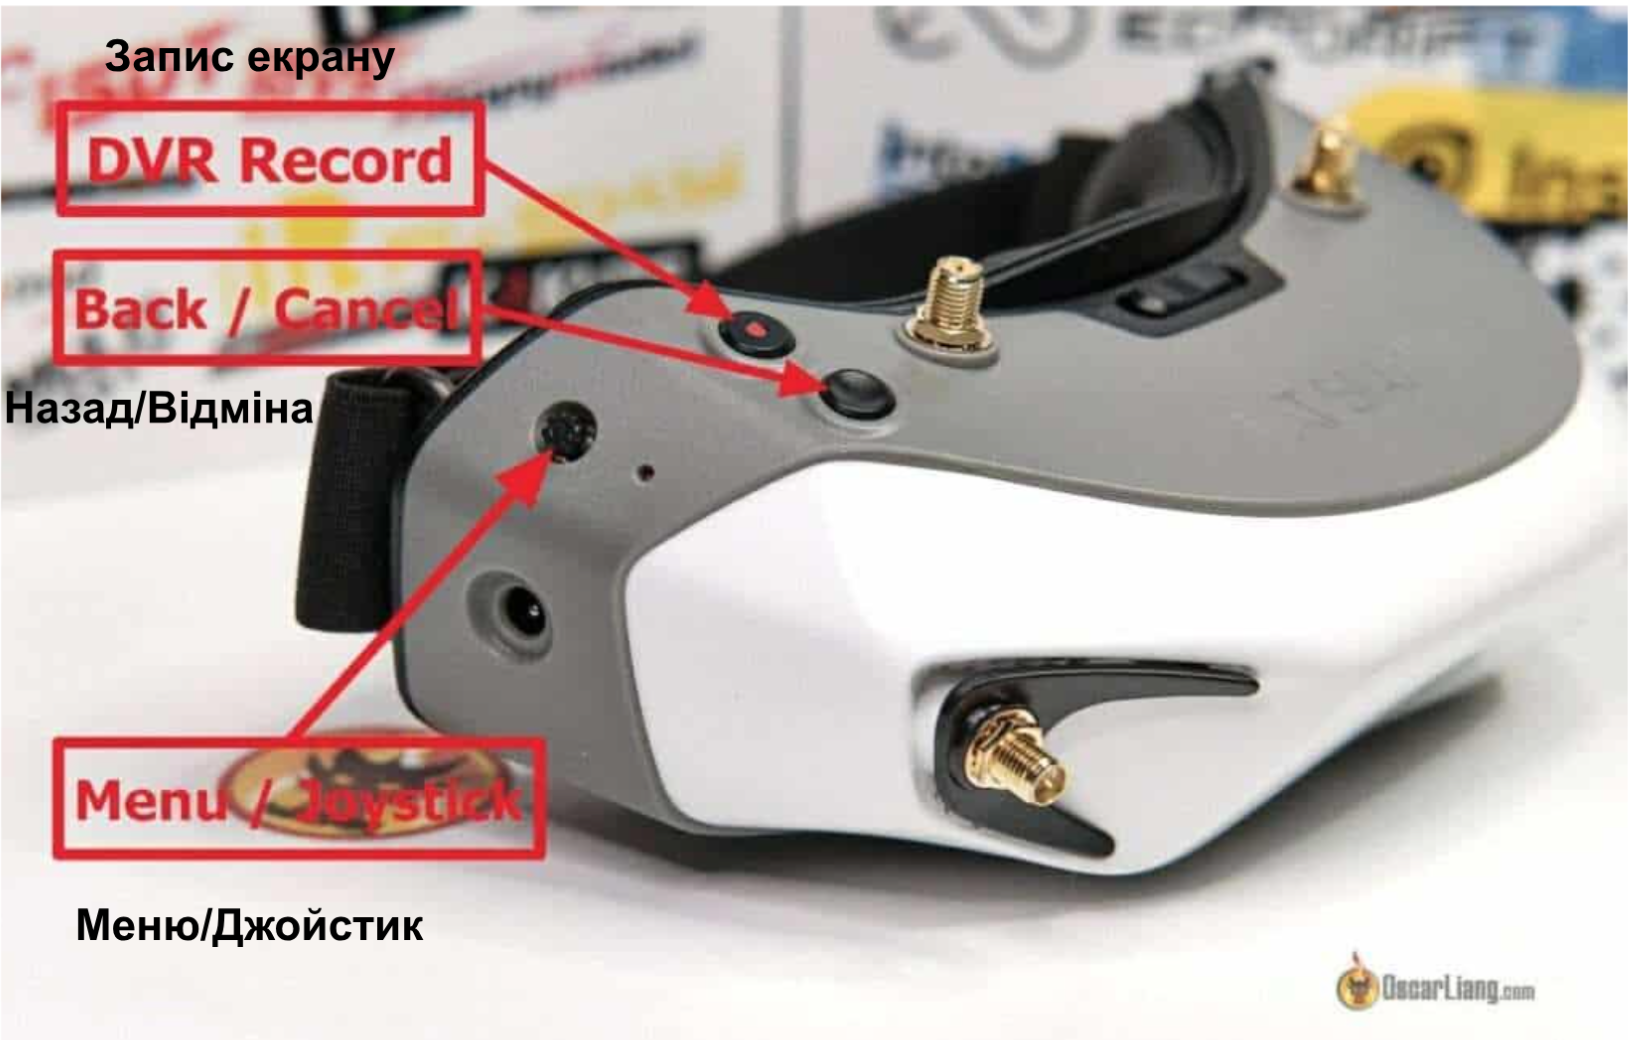 Запис екрану
DVR Record
Back / Cancel
Назад/Відміна
Menu / Joystick
Меню/Джойстик
OscarLiang.com